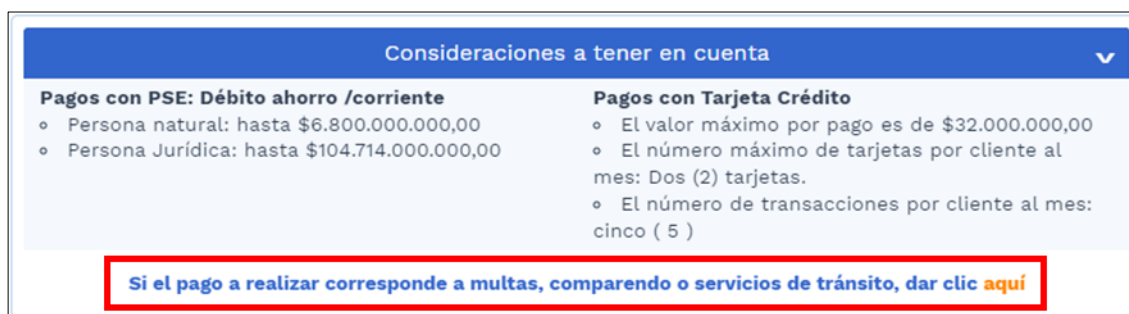 Consideraciones a tener en cuenta
Pagos con PSE: Débito ahorro /corriente
Persona natural: hasta $6.800.000.000,00
Persona Jurídica: hasta $104.714.000.000,00
Pagos con Tarjeta Crédito
El valor máximo por pago es de $32.000.000,00
El número máximo de tarjetas por cliente al
mes: Dos (2) tarjetas.
El número de transacciones por cliente al mes:
cinco ( 5 )
Si el pago a realizar corresponde a multas, comparendo o servicios de tránsito, dar clic aquí